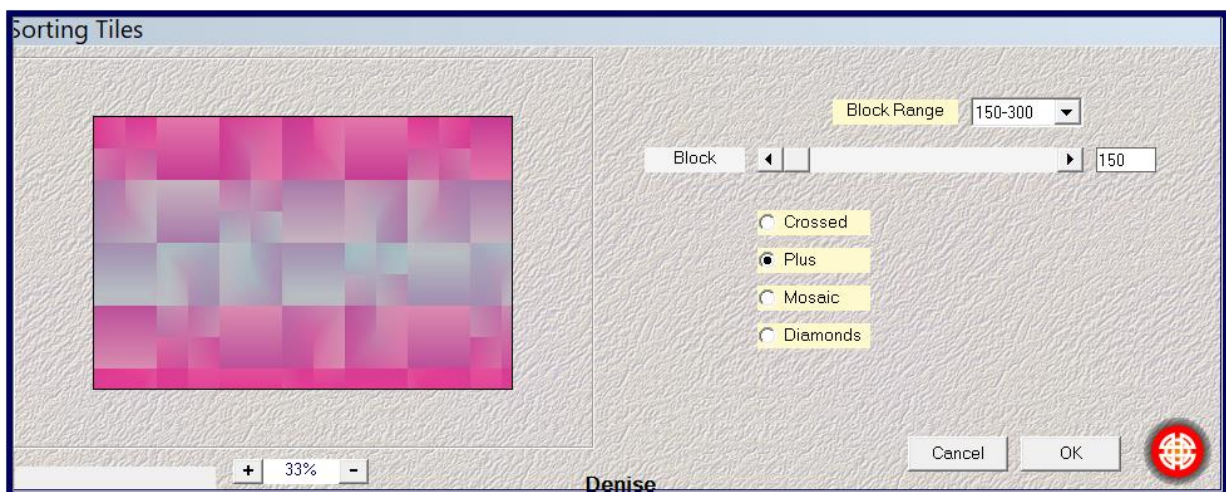 Sorting Tiles
Block Range 150-300
Block 150
Crossed
Plus
Mosaic
Diamonds
Cancel OK
+ 33% -
Denise